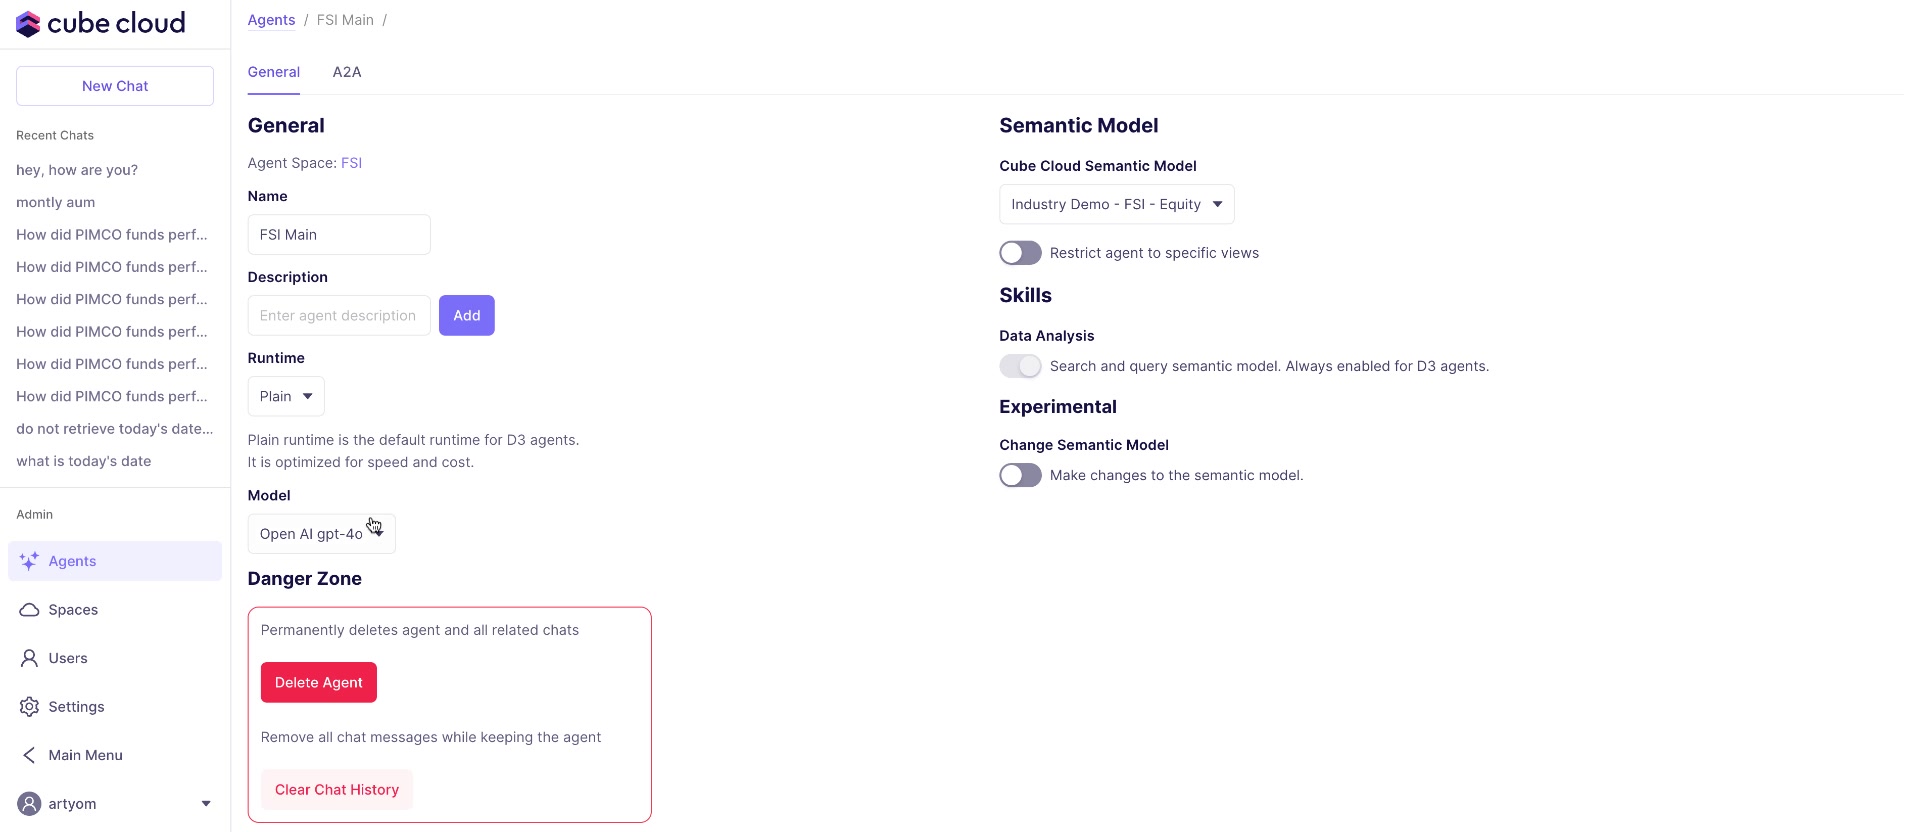 cube cloud
New Chat
Recent Chats
hey, how are you?
montly aum
How did PIMCO funds perf...
How did PIMCO funds perf...
How did PIMCO funds perf...
How did PIMCO funds perf...
How did PIMCO funds perf...
How did PIMCO funds perf...
do not retrieve today's date...
what is today's date
Admin
Agents
Spaces
Users
Settings
Main Menu
artyom
Agents / FSI Main /
General A2A
General
Agent Space: FSI
Name
FSI Main
Description
Enter agent description Add
Runtime
Plain
Plain runtime is the default runtime for D3 agents.
It is optimized for speed and cost.
Model
Open AI gpt-4o
Danger Zone
Permanently deletes agent and all related chats
Delete Agent
Remove all chat messages while keeping the agent
Clear Chat History
Semantic Model
Cube Cloud Semantic Model
Industry Demo - FSI - Equity
Restrict agent to specific views
Skills
Data Analysis
Search and query semantic model. Always enabled for D3 agents.
Experimental
Change Semantic Model
Make changes to the semantic model.